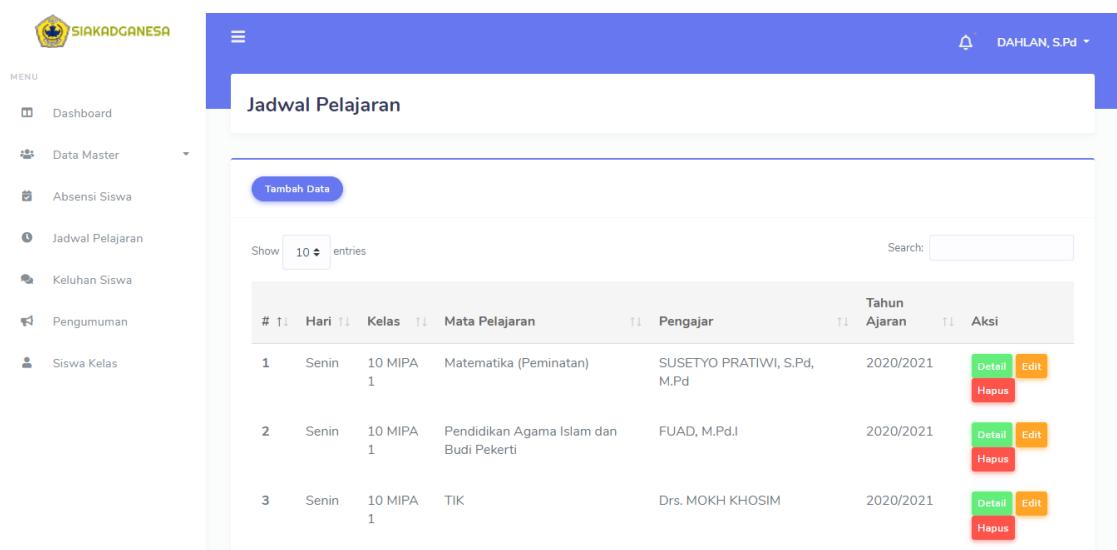 SIAKADGANESA
DAHLAN, S.Pd
MENU
Dashboard
Data Master
Absensi Siswa
Jadwal Pelajaran
Keluhan Siswa
Pengumuman
Siswa Kelas
Jadwal Pelajaran
Tambah Data
Show 10 entries
Search:
# Hari Kelas Mata Pelajaran Pengajar Tahun Ajaran Aksi
1 Senin 10 MIPA Matematika (Peminatan) SUSETYO PRATIWI, S.Pd, 2020/2021 Detail Edit
1 M.Pd Hapus
2 Senin 10 MIPA Pendidikan Agama Islam dan FUAD, M.Pd.I 2020/2021 Detail Edit
1 Budi Pekerti Hapus
3 Senin 10 MIPA TIK Drs. MOKH KHOSIM 2020/2021 Detail Edit
1 Hapus